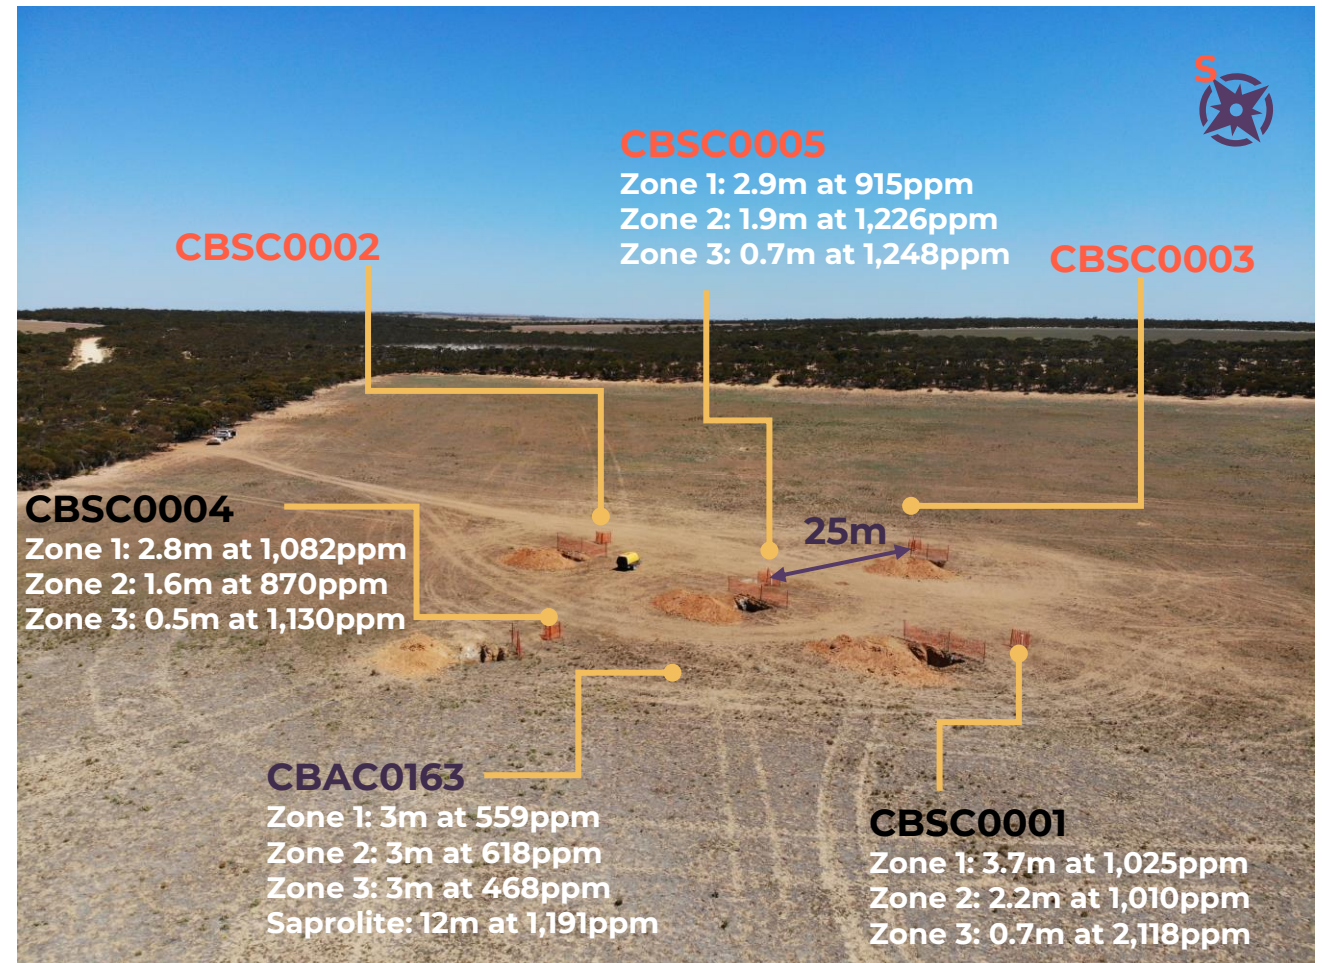 S
CBSC0005
Zone 1: 2.9m at 915ppm
Zone 2: 1.9m at 1,226ppm
Zone 3: 0.7m at 1,248ppm
CBSC0002
CBSC0003
CBSC0004
Zone 1: 2.8m at 1,082ppm
Zone 2: 1.6m at 870ppm
Zone 3: 0.5m at 1,130ppm
25m
CBAC0163
Zone 1: 3m at 559ppm
Zone 2: 3m at 618ppm
Zone 3: 3m at 468ppm
Saprolite: 12m at 1,191ppm
CBSC0001
Zone 1: 3.7m at 1,025ppm
Zone 2: 2.2m at 1,010ppm
Zone 3: 0.7m at 2,118ppm